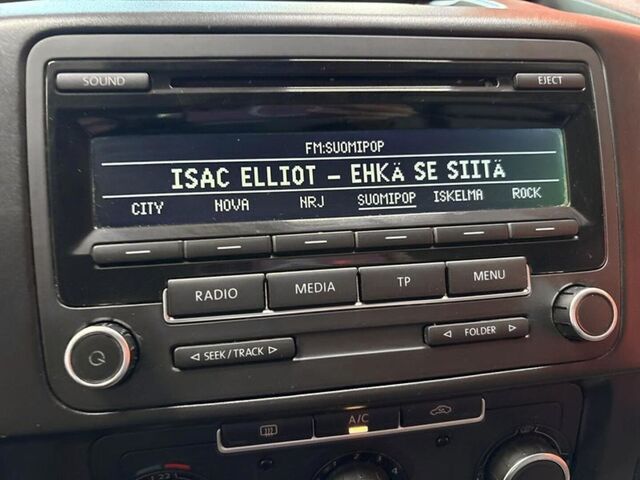 SOUND
EJECT
FM:SUOMIPOP
ISAC ELLIOT - EHKÄ SE SIITÄ
CITY NOVA NRJ SUOMIPOP ISKELMA ROCK
RADIO MEDIA TP MENU
◁ SEEK/TRACK ▷
◁ FOLDER ▷
A/C